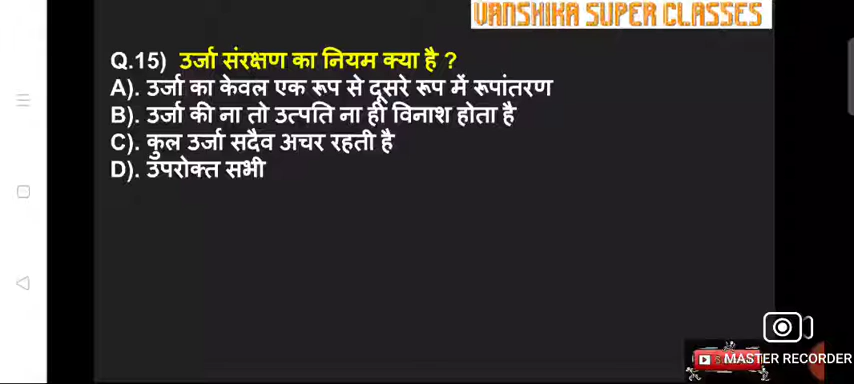 VANSHIKA SUPER CLASSES
Q.15) उर्जा संरक्षण का नियम क्या है ?
A). उर्जा का केवल एक रूप से दूसरे रूप में रूपांतरण
B). उर्जा की ना तो उत्पति ना ही विनाश होता है
C). कुल उर्जा सदैव अचर रहती है
D). उपरोक्त सभी
MASTER RECORDER